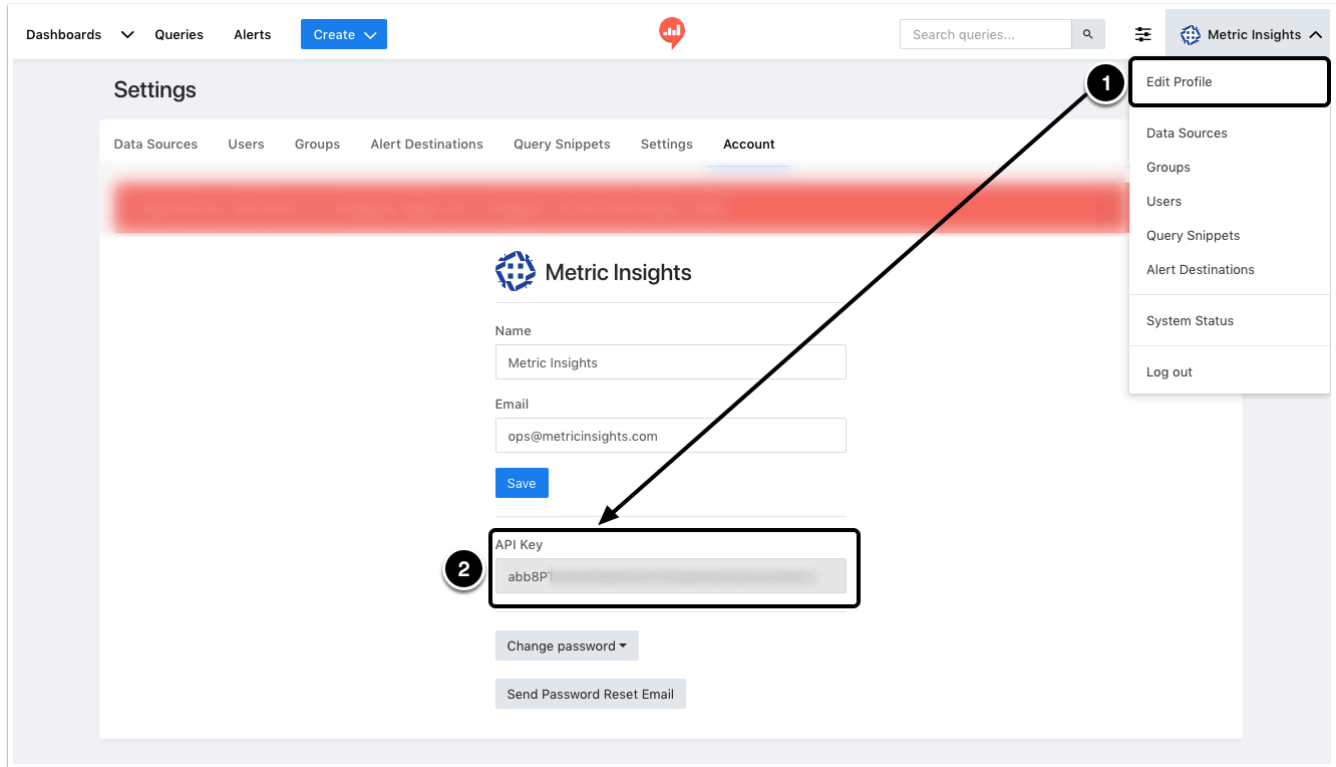 Dashboards Queries Alerts Create Search queries... Metric Insights
1 Edit Profile
Settings
Data Sources Users Groups Alert Destinations Query Snippets Settings Account
Data Sources
Groups
Users
Query Snippets
Alert Destinations
System Status
Log out
Metric Insights
Name
Metric Insights
Email
ops@metricinsights.com
Save
API Key
2 abb8P
Change password
Send Password Reset Email